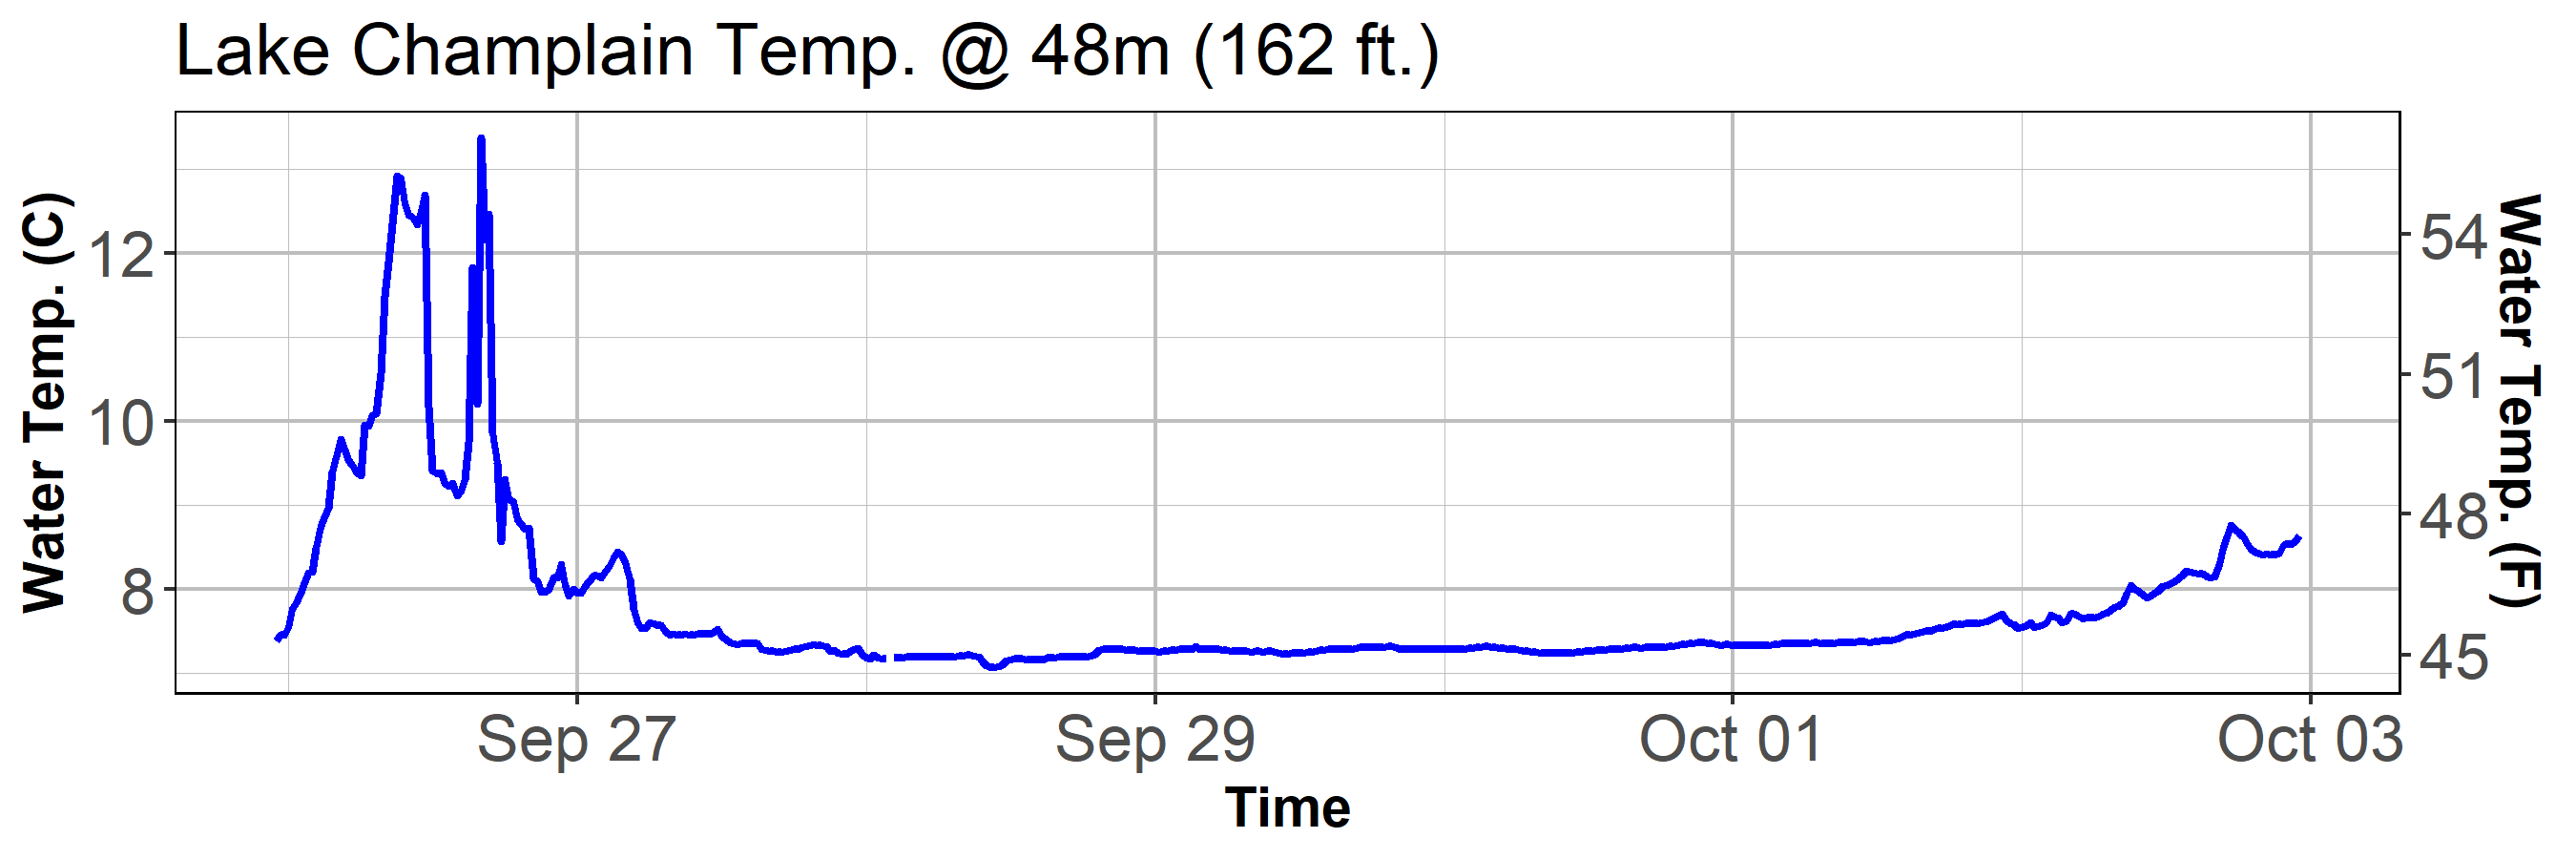 Lake Champlain Temp. @ 48m (162 ft.)
Water Temp. (C)
12
10
8
54
51
48
45
Water Temp. (F)
Sep 27
Sep 29
Oct 01
Oct 03
Time